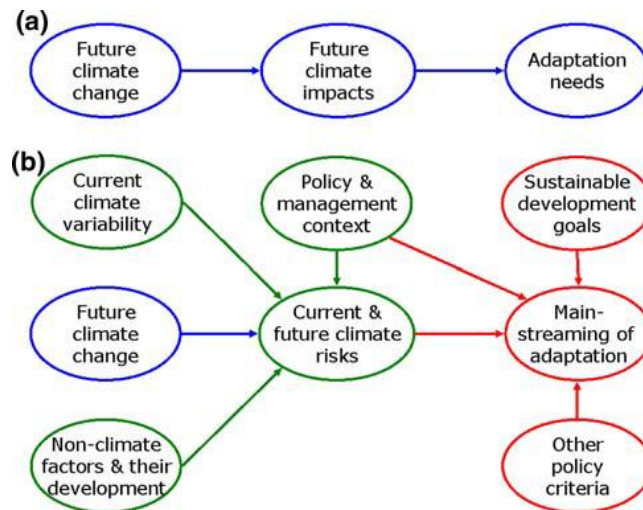 (a)
Future
climate
change
Future
climate
impacts
Adaptation
needs
(b)
Current
climate
variability
Policy &
management
context
Sustainable
development
goals
Future
climate
change
Current &
future climate
risks
Main-
streaming of
adaptation
Non-climate
factors & their
development
Other
policy
criteria